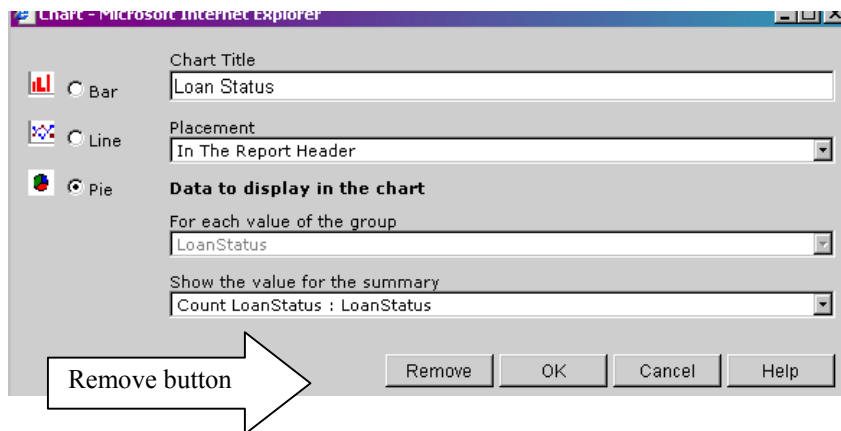 Chart - Microsoft Internet Explorer
Chart Title
Bar
Loan Status
Placement
Line
In The Report Header
Pie
Data to display in the chart
For each value of the group
LoanStatus
Show the value for the summary
Count LoanStatus : LoanStatus
Remove button
Remove
OK
Cancel
Help